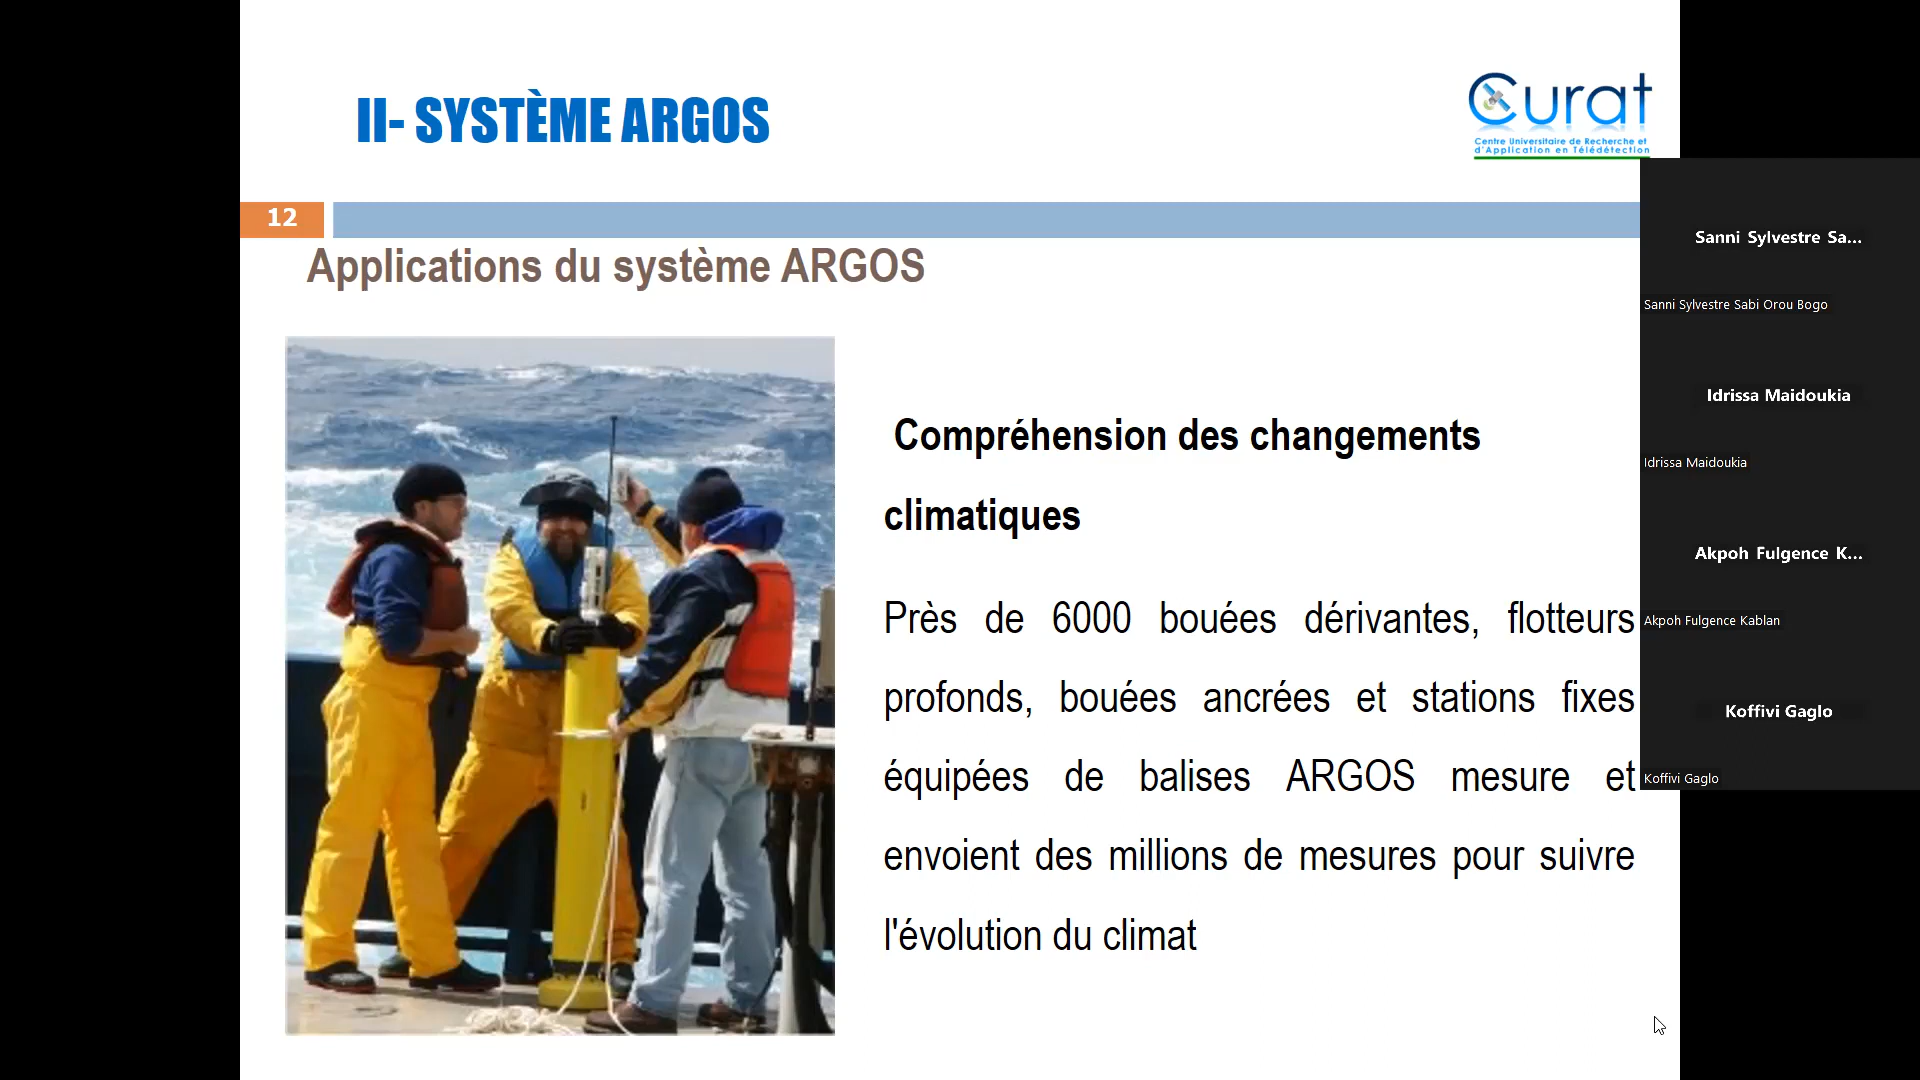 II- SYSTÈME ARGOS
Curat
Centre Universitaire de Recherche et
d'Application en Télédétection
12
Applications du système ARGOS
Compréhension des changements
climatiques
Près de 6000 bouées dérivantes, flotteurs
profonds, bouées ancrées et stations fixes
équipées de balises ARGOS mesure et
envoient des millions de mesures pour suivre
l'évolution du climat
Sanni Sylvestre Sa...
Sanni Sylvestre Sabi Orou Bogo
Idrissa Maidoukia
Idrissa Maidoukia
Akpoh Fulgence K...
Akpoh Fulgence Kablan
Koffivi Gaglo
Koffivi Gaglo